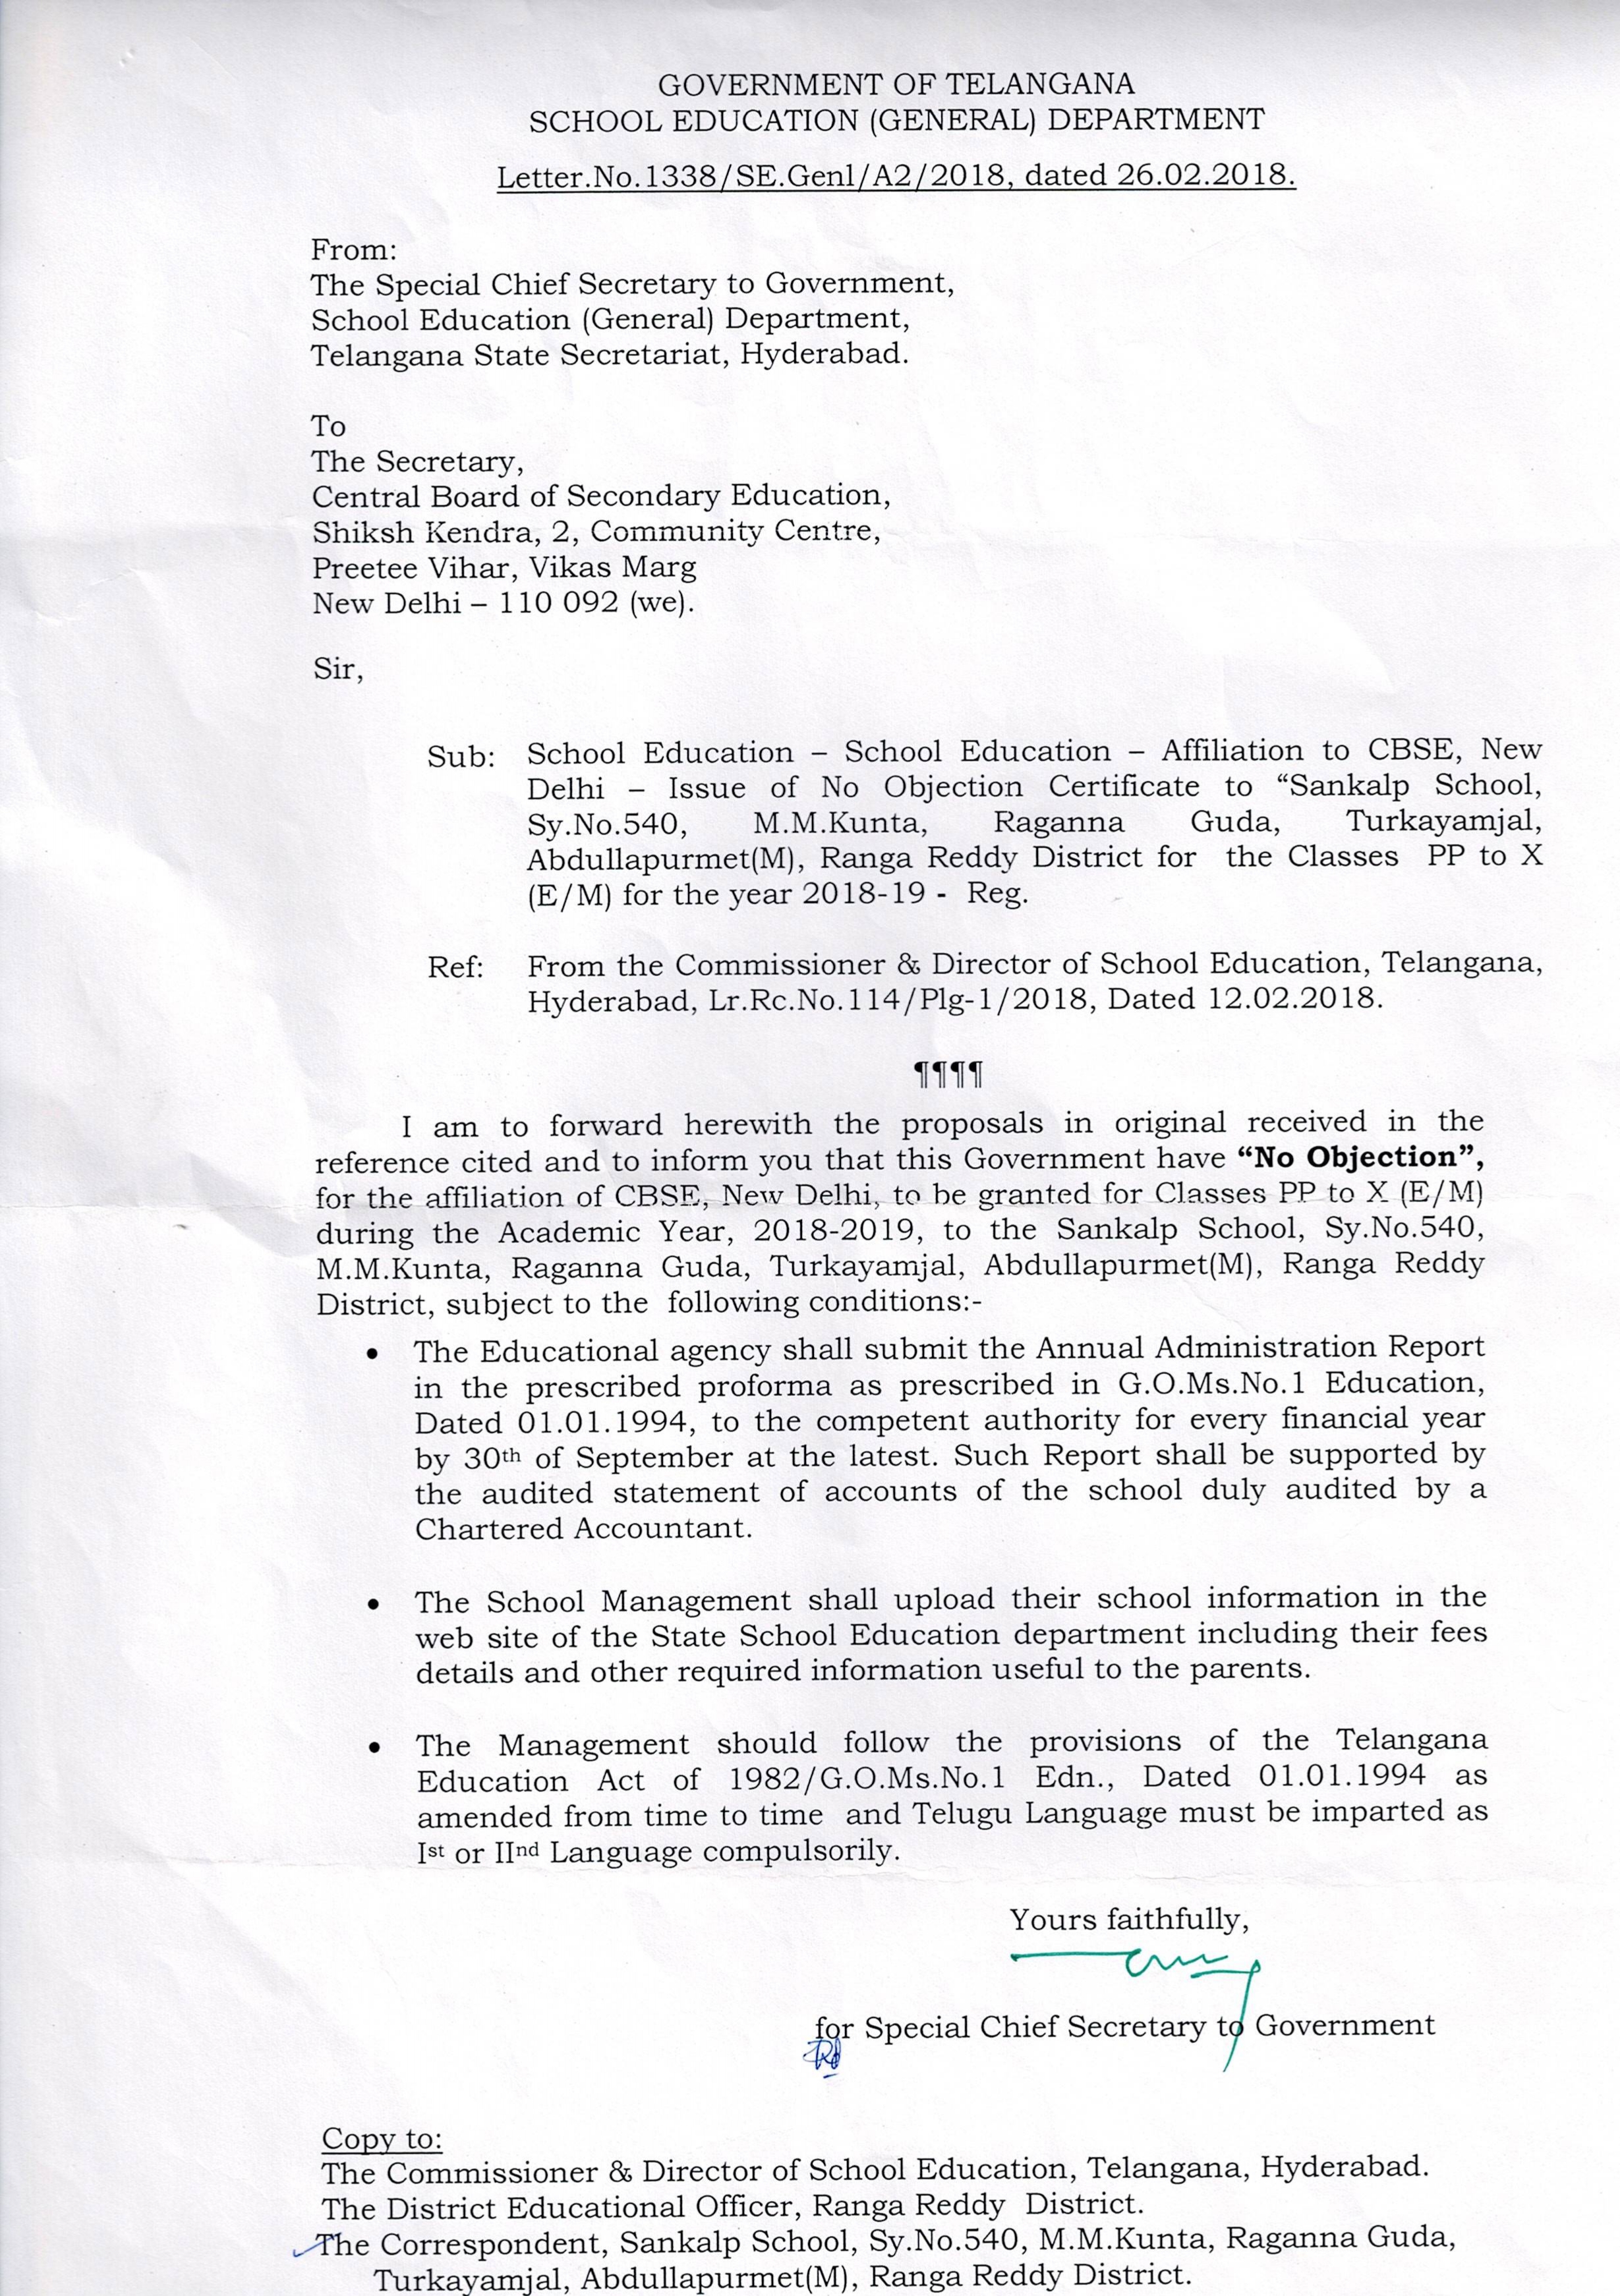 GOVERNMENT OF TELANGANA
SCHOOL EDUCATION (GENERAL) DEPARTMENT
Letter.No.1338/SE.Genl/A2/2018, dated 26.02.2018.
From:
The Special Chief Secretary to Government,
School Education (General) Department,
Telangana State Secretariat, Hyderabad.
To
The Secretary,
Central Board of Secondary Education,
Shiksh Kendra, 2, Community Centre,
Preetee Vihar, Vikas Marg
New Delhi – 110 092 (we).
Sir,
Sub: School Education – School Education – Affiliation to CBSE, New
Delhi – Issue of No Objection Certificate to “Sankalp School,
Sy.No.540, M.M.Kunta, Raganna Guda, Turkayamjal,
Abdullapurmet(M), Ranga Reddy District for the Classes PP to X
(E/M) for the year 2018-19 - Reg.
Ref: From the Commissioner & Director of School Education, Telangana,
Hyderabad, Lr.Rc.No.114/Plg-1/2018, Dated 12.02.2018.
¶¶¶¶
I am to forward herewith the proposals in original received in the
reference cited and to inform you that this Government have “No Objection”,
for the affiliation of CBSE, New Delhi, to be granted for Classes PP to X (E/M)
during the Academic Year, 2018-2019, to the Sankalp School, Sy.No.540,
M.M.Kunta, Raganna Guda, Turkayamjal, Abdullapurmet(M), Ranga Reddy
District, subject to the following conditions:-
• The Educational agency shall submit the Annual Administration Report
in the prescribed proforma as prescribed in G.O.Ms.No.1 Education,
Dated 01.01.1994, to the competent authority for every financial year
by 30th of September at the latest. Such Report shall be supported by
the audited statement of accounts of the school duly audited by a
Chartered Accountant.
• The School Management shall upload their school information in the
web site of the State School Education department including their fees
details and other required information useful to the parents.
• The Management should follow the provisions of the Telangana
Education Act of 1982/G.O.Ms.No.1 Edn., Dated 01.01.1994 as
amended from time to time and Telugu Language must be imparted as
Ist or IInd Language compulsorily.
Yours faithfully,
for Special Chief Secretary to Government
Copy to:
The Commissioner & Director of School Education, Telangana, Hyderabad.
The District Educational Officer, Ranga Reddy District.
The Correspondent, Sankalp School, Sy.No.540, M.M.Kunta, Raganna Guda,
Turkayamjal, Abdullapurmet(M), Ranga Reddy District.